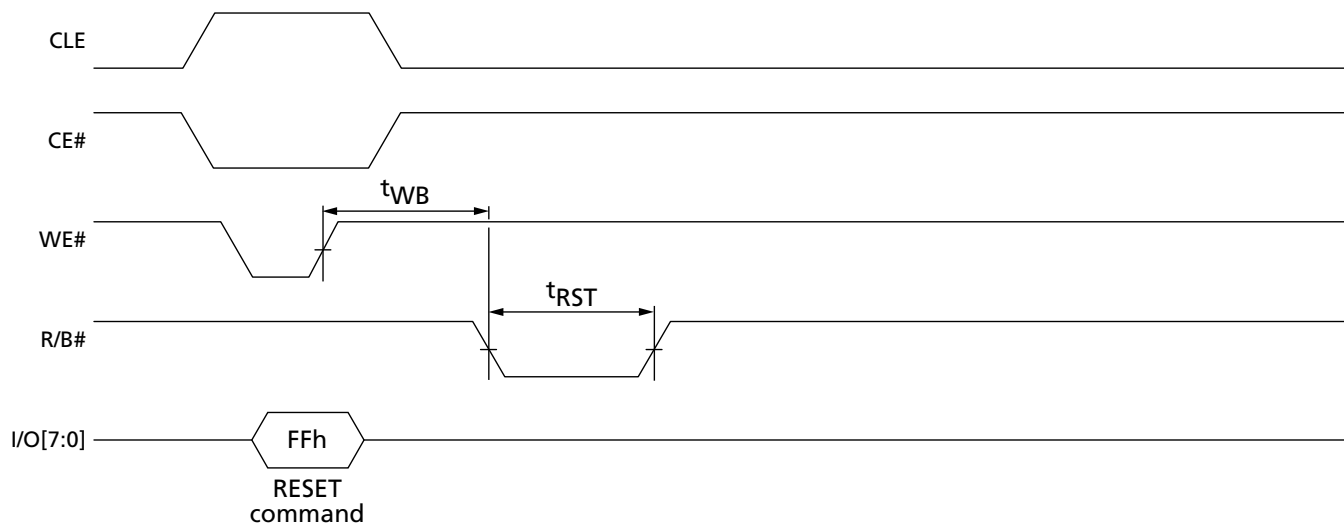 CLE
CE#
tWB
WE#
tRST
R/B#
I/O[7:0]
FFh
RESET
command